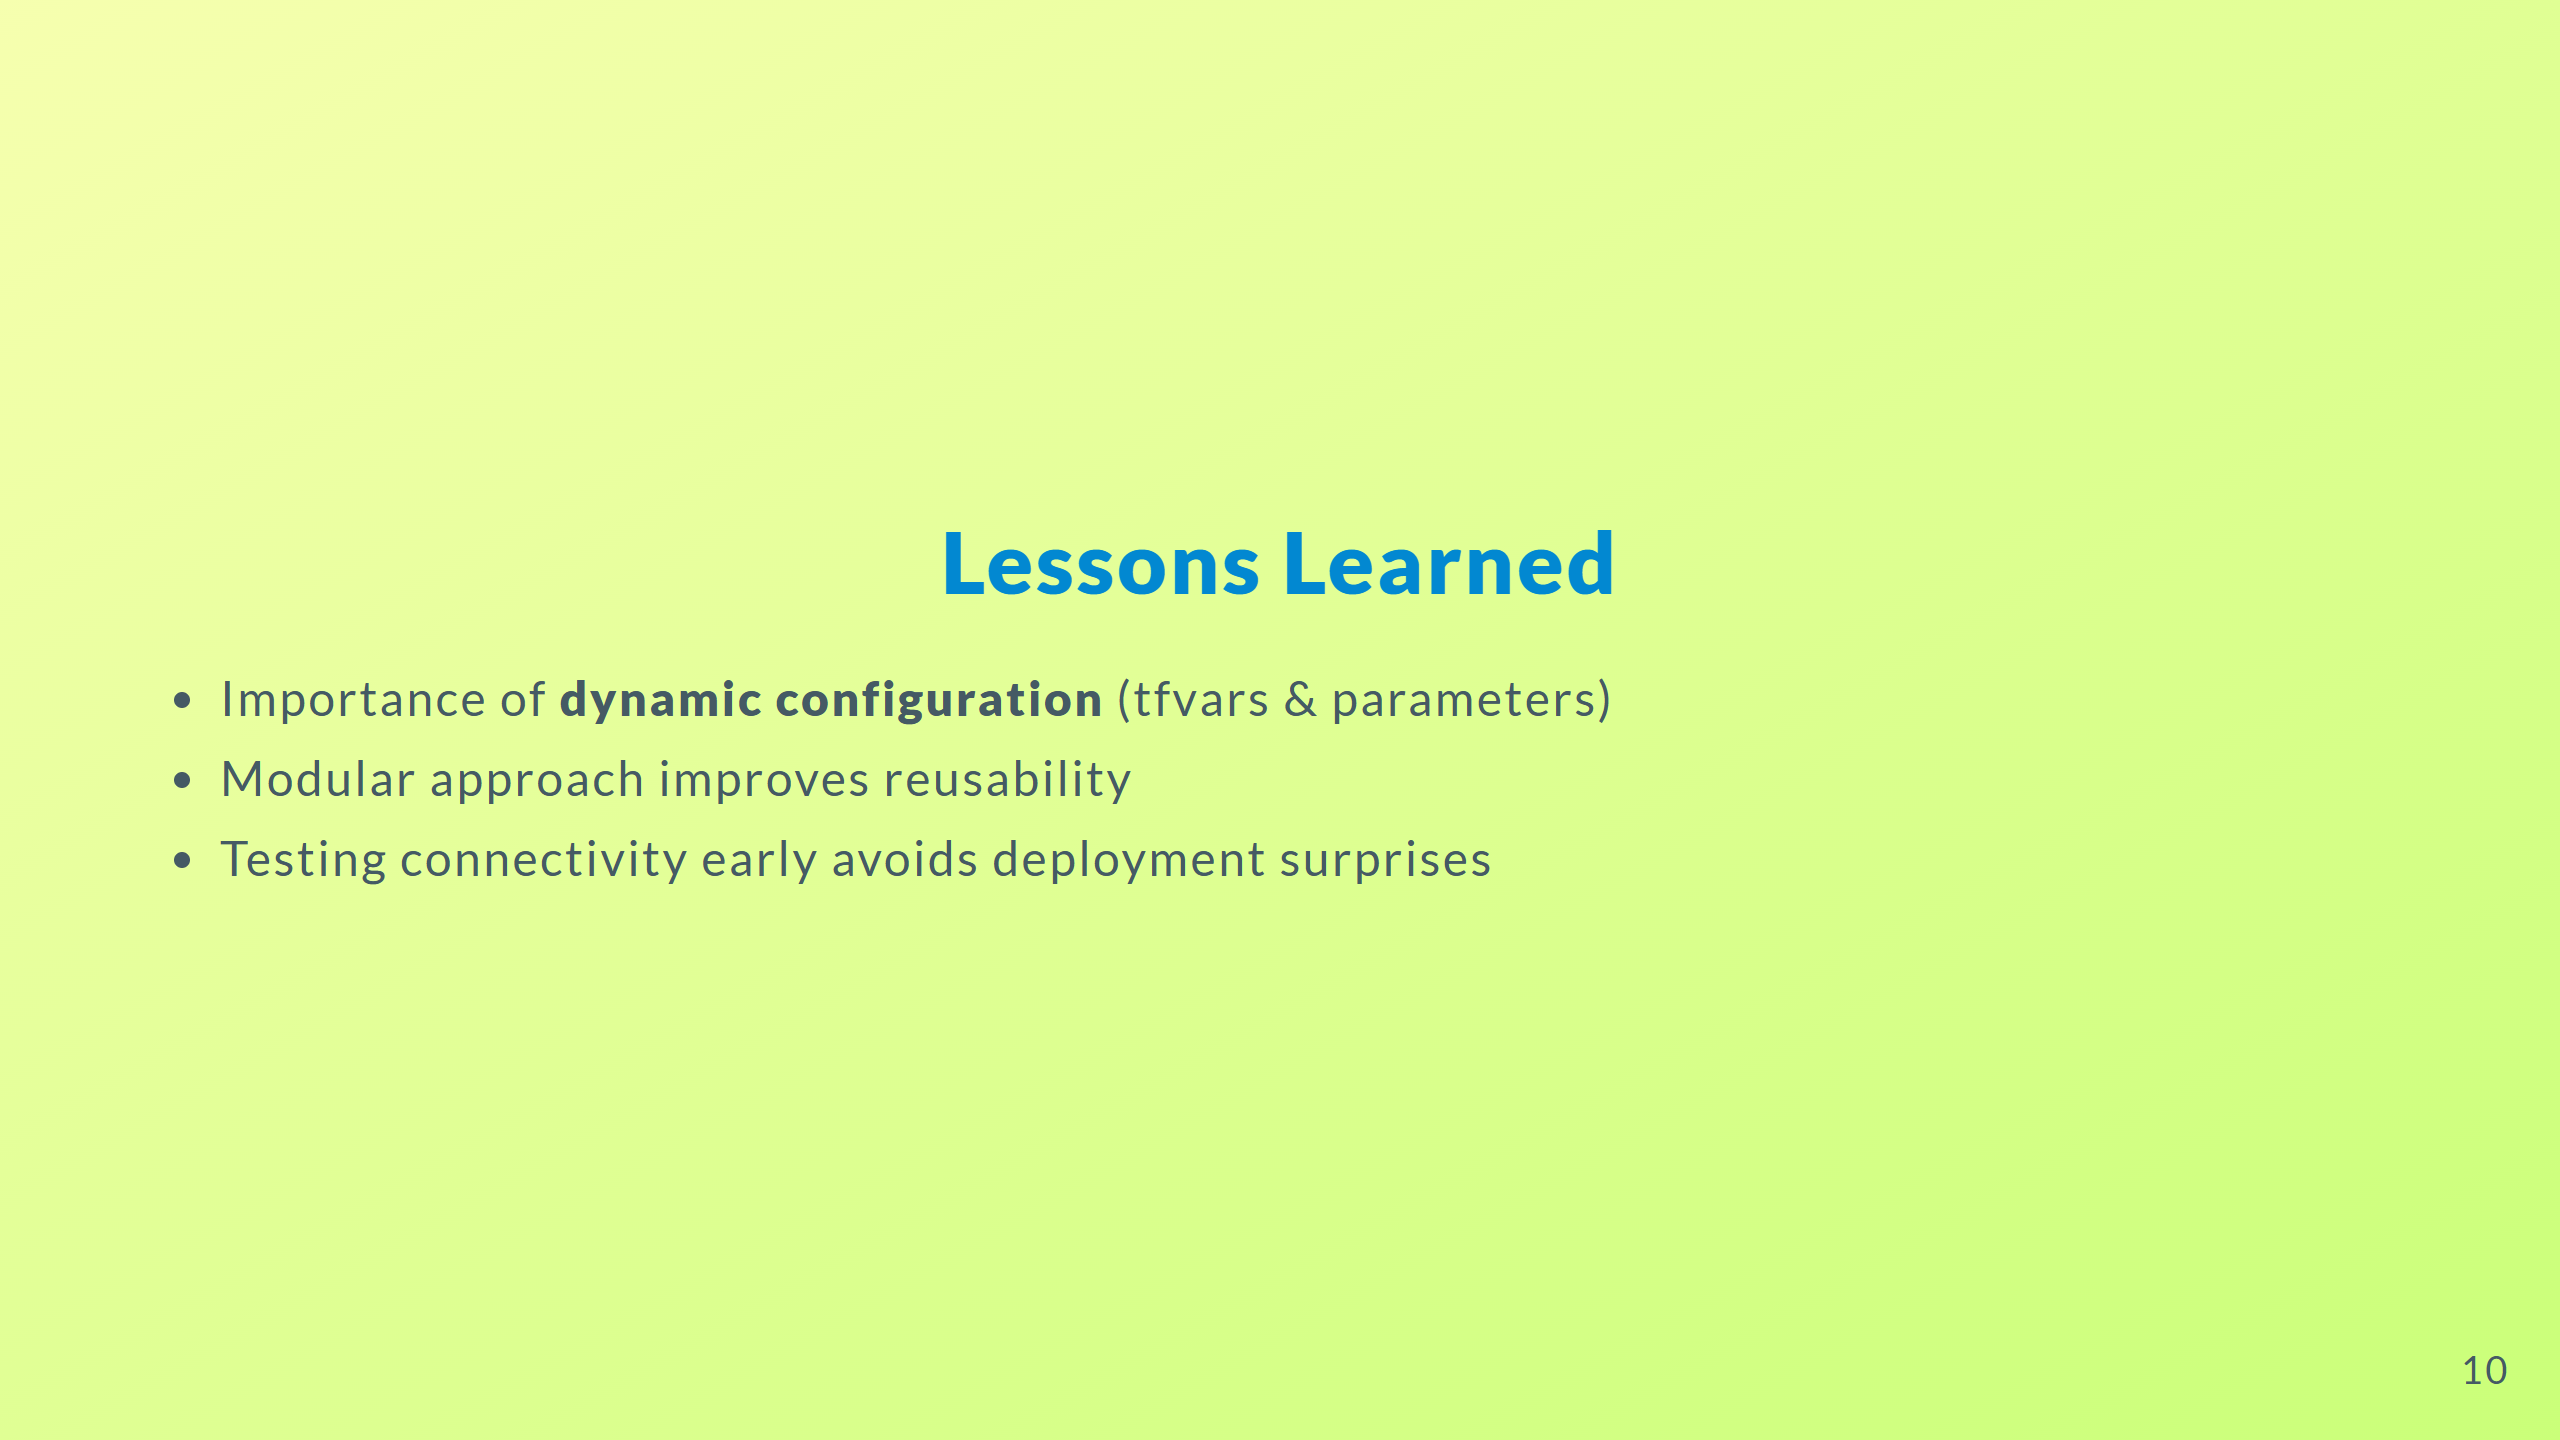 Lessons Learned
• Importance of dynamic configuration (tfvars & parameters)
• Modular approach improves reusability
• Testing connectivity early avoids deployment surprises
10